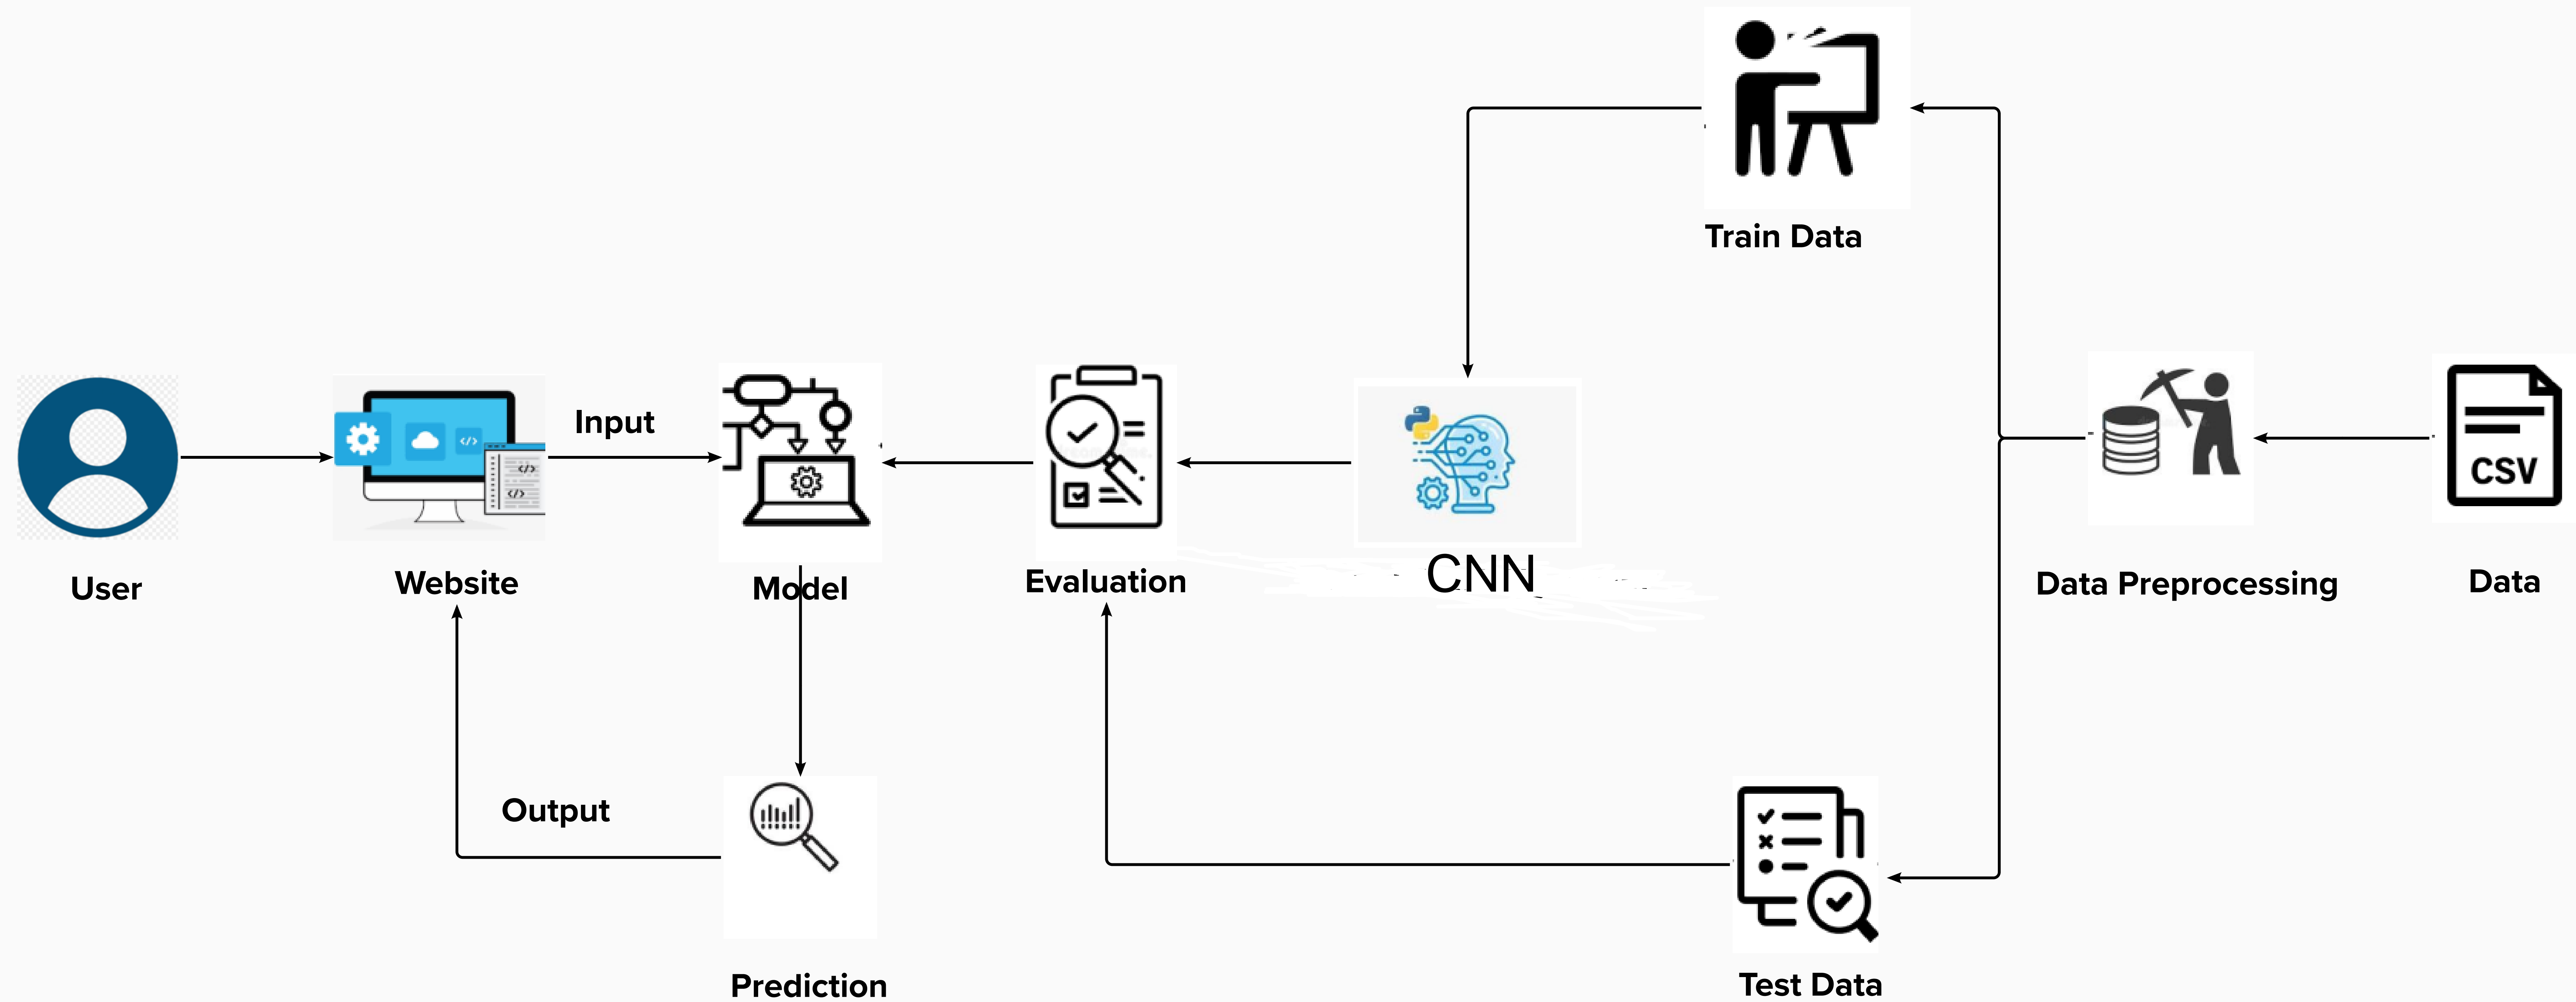 Train Data
Input
CSV
User
Website
Model
Evaluation
CNN
Data Preprocessing
Data
Output
Prediction
Test Data